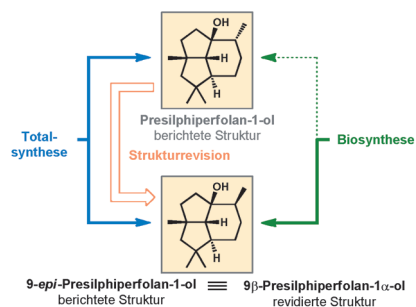 OH
H
H
Presilphiperfolan-1-ol
berichtete Struktur
Total-
synthese
Strukturrevision
Biosynthese
OH
H
H
9-epi-Presilphiperfolan-1-ol ≡ 9β-Presilphiperfolan-1α-ol
berichtete Struktur revidierte Struktur